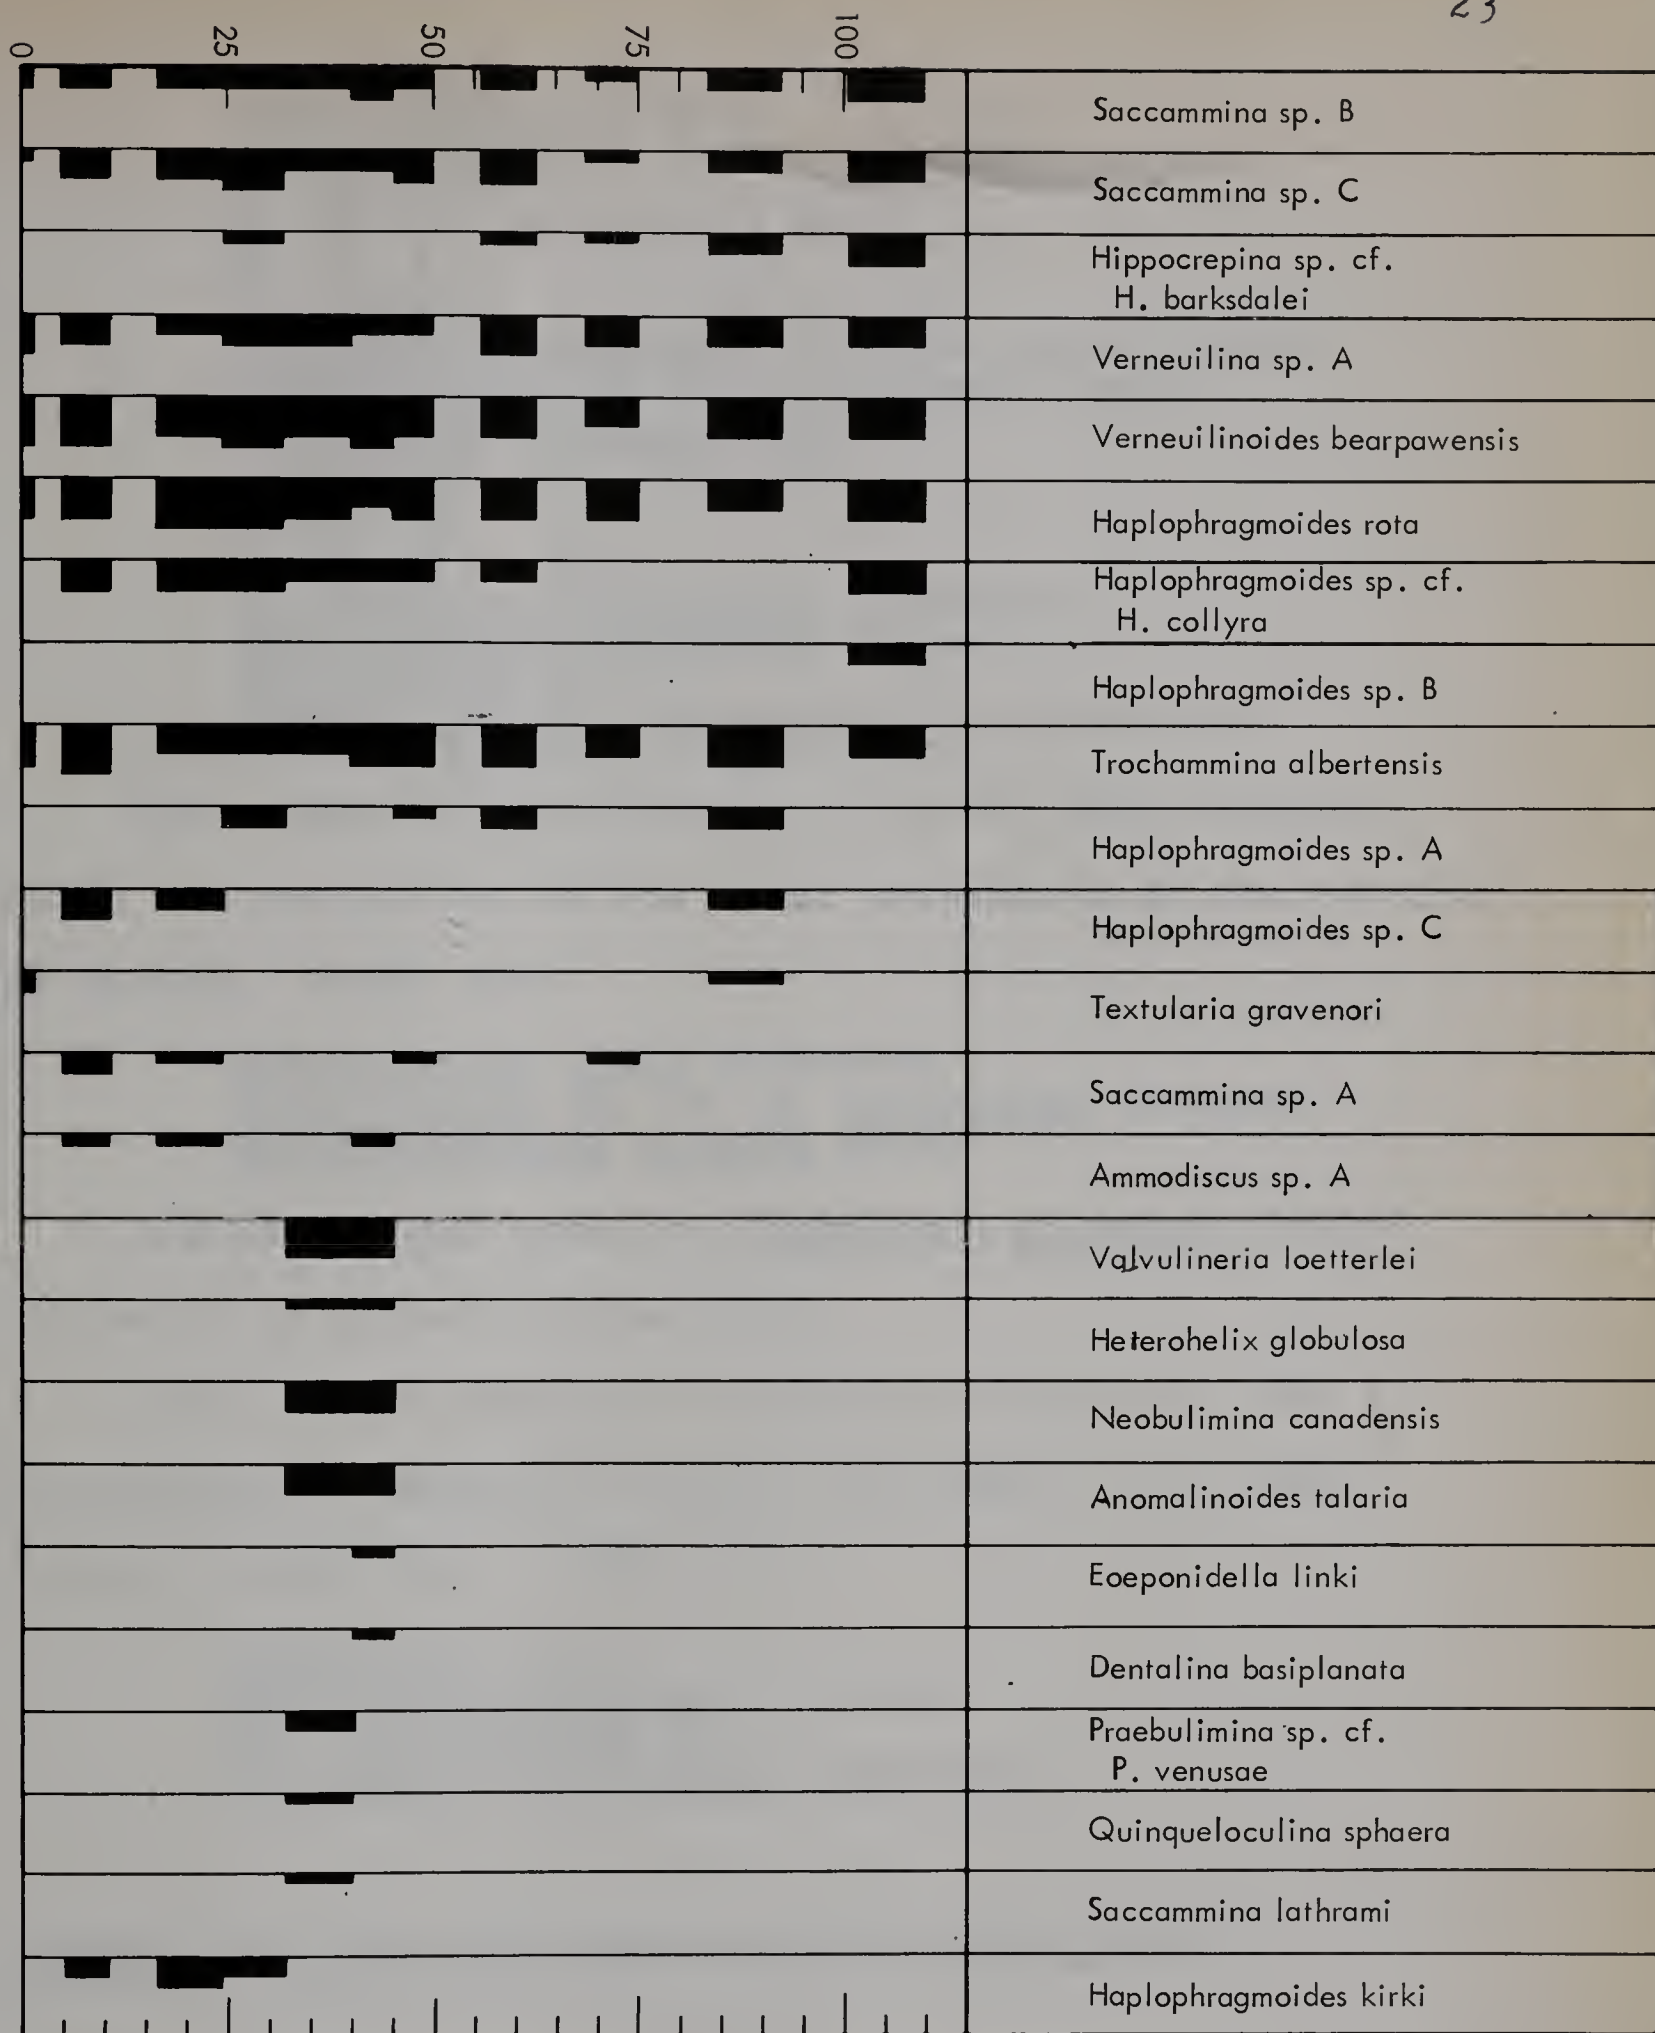 23
0 25 50 75 100
Saccammina sp. B
Saccammina sp. C
Hippocrepina sp. cf.
H. barksdalei
Verneuilina sp. A
Verneuilinoides bearpawensis
Haplophragmoides rota
Haplophragmoides sp. cf.
H. collyra
Haplophragmoides sp. B
Trochammina albertensis
Haplophragmoides sp. A
Haplophragmoides sp. C
Textularia gravenori
Saccammina sp. A
Ammodiscus sp. A
Valvulineria loetterlei
Heterohelix globulosa
Neobulimina canadensis
Anomalinoides talaria
Eoeponidella linki
Dentalina basiplanata
Praebulimina sp. cf.
P. venusae
Quinqueloculina sphaera
Saccammina lathrami
Haplophragmoides kirki